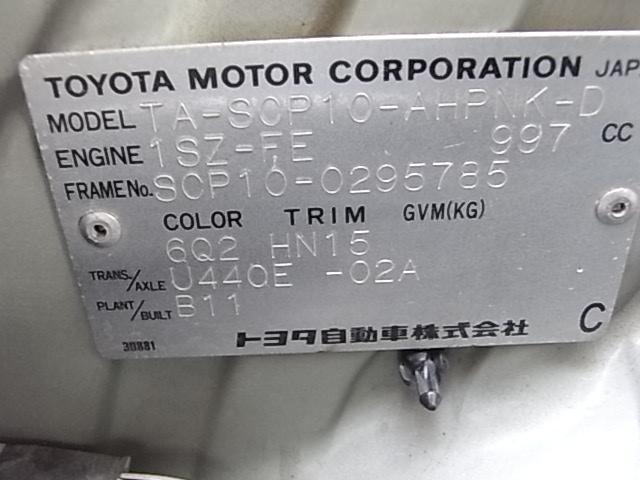 TOYOTA MOTOR CORPORATION JAP
MODEL TA-SCP10-AHPNK-D
ENGINE 1SZ-FE 997 CC
FRAME No. SCP10-0295785
COLOR TRIM GVM(KG)
6Q2 HN15
TRANS./AXLE U440E -02A
PLANT/BUILT B11
トヨタ自動車株式会社 C
30881